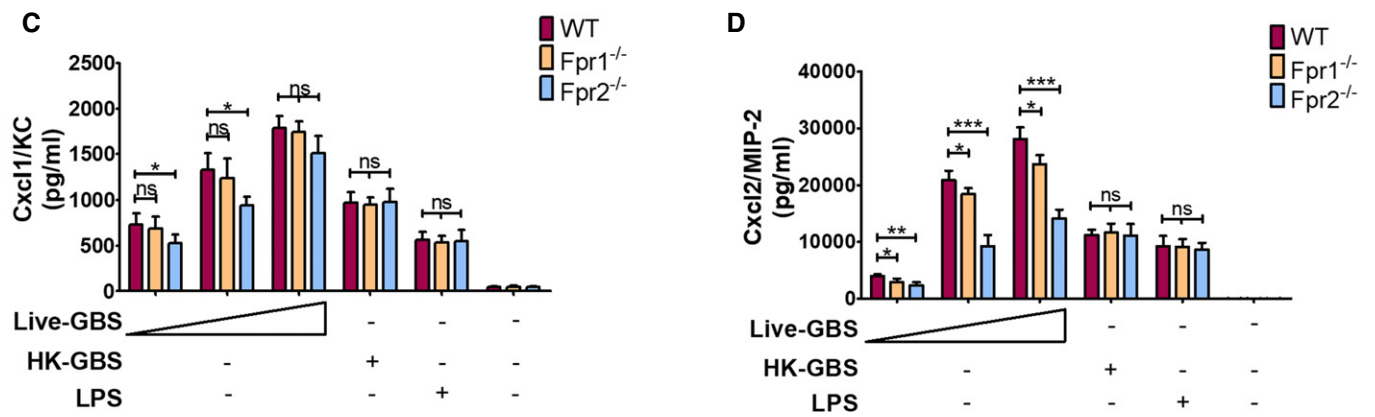 C
WT
Fpr1-/-
Fpr2-/-
Cxcl1/KC
(pg/ml)
2500
2000
1500
1000
500
0
ns
*
ns
*
ns
ns
ns
Live-GBS - - -
HK-GBS - + - -
LPS - - + -
D
WT
Fpr1-/-
Fpr2-/-
Cxcl2/MIP-2
(pg/ml)
40000
30000
20000
10000
0
*
**
*
***
*
***
ns
ns
Live-GBS - - -
HK-GBS - + - -
LPS - - + -